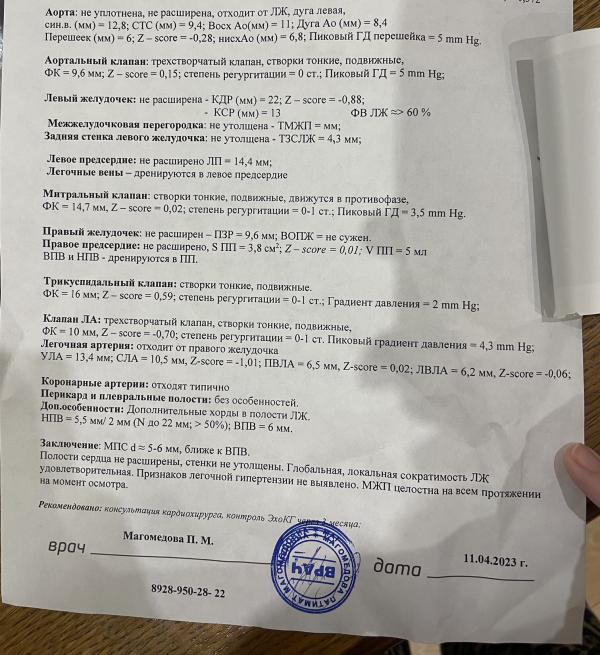 Аорта: не уплотнена, не расширена, отходит от ЛЖ, дуга левая,
син.в. (мм) = 12,8; СТС (мм) = 9,4; Восх Ао(мм) = 11; Дуга Ао (мм) = 8,4
Перешеек (мм) = 6; Z – score = -0,28; нисхАо (мм) = 6,8; Пиковый ГД перешейка = 5 mm Hg.
Аортальный клапан: трехстворчатый клапан, створки тонкие, подвижные,
ФК = 9,6 мм; Z – score = 0,15; степень регургитации = 0 ст.; Пиковый ГД = 5 mm Hg;
Левый желудочек: не расширена - КДР (мм) = 22; Z – score = -0,88;
- КСР (мм) = 13 ФВ ЛЖ ≈> 60 %
Межжелудочковая перегородка: не утолщена - ТМЖП = мм;
Задняя стенка левого желудочка: не утолщена - ТЗСЛЖ = 4,3 мм;
Левое предсердие: не расширено ЛП = 14,4 мм;
Легочные вены – дренируются в левое предсердие
Митральный клапан: створки тонкие, подвижные, движутся в противофазе,
ФК = 14,7 мм, Z – score = 0,02; степень регургитации = 0-1 ст.; Пиковый ГД = 3,5 mm Hg.
Правый желудочек: не расширен – ПЗР = 9,6 мм; ВОПЖ = не сужен.
Правое предсердие: не расширено, S ПП = 3,8 см²; Z – score = 0,01; V ПП = 5 мл
ВПВ и НПВ - дренируются в ПП.
Трикуспидальный клапан: створки тонкие, подвижные.
ФК = 16 мм; Z – score = 0,59; степень регургитации = 0-1 ст.; Градиент давления = 2 mm Hg;
Клапан ЛА: трехстворчатый клапан, створки тонкие, подвижные,
ФК = 10 мм, Z – score = -0,70; степень регургитации = 0-1 ст. Пиковый градиент давления = 4,3 mm Hg;
Легочная артерия: отходит от правого желудочка
УЛА = 13,4 мм; СЛА = 10,5 мм, Z-score = -1,01; ПВЛА = 6,5 мм, Z-score = 0,02; ЛВЛА = 6,2 мм, Z-score = -0,06;
Коронарные артерии: отходят типично
Перикард и плевральные полости: без особенностей.
Доп.особенности: Дополнительные хорды в полости ЛЖ.
НПВ = 5,5 мм/ 2 мм (N до 22 мм; > 50%); ВПВ = 6 мм.
Заключение: МПС d ≈ 5-6 мм, ближе к ВПВ.
Полости сердца не расширены, стенки не утолщены. Глобальная, локальная сократимость ЛЖ
удовлетворительная. Признаков легочной гипертензии не выявлено. МЖП целостна на всем протяжении
на момент осмотра.
Рекомендовано: консультация кардиохирурга, контроль ЭхоКГ через месяца;
врач Магомедова П. М. ВРАЧ дата 11.04.2023 г.
8928-950-28- 22